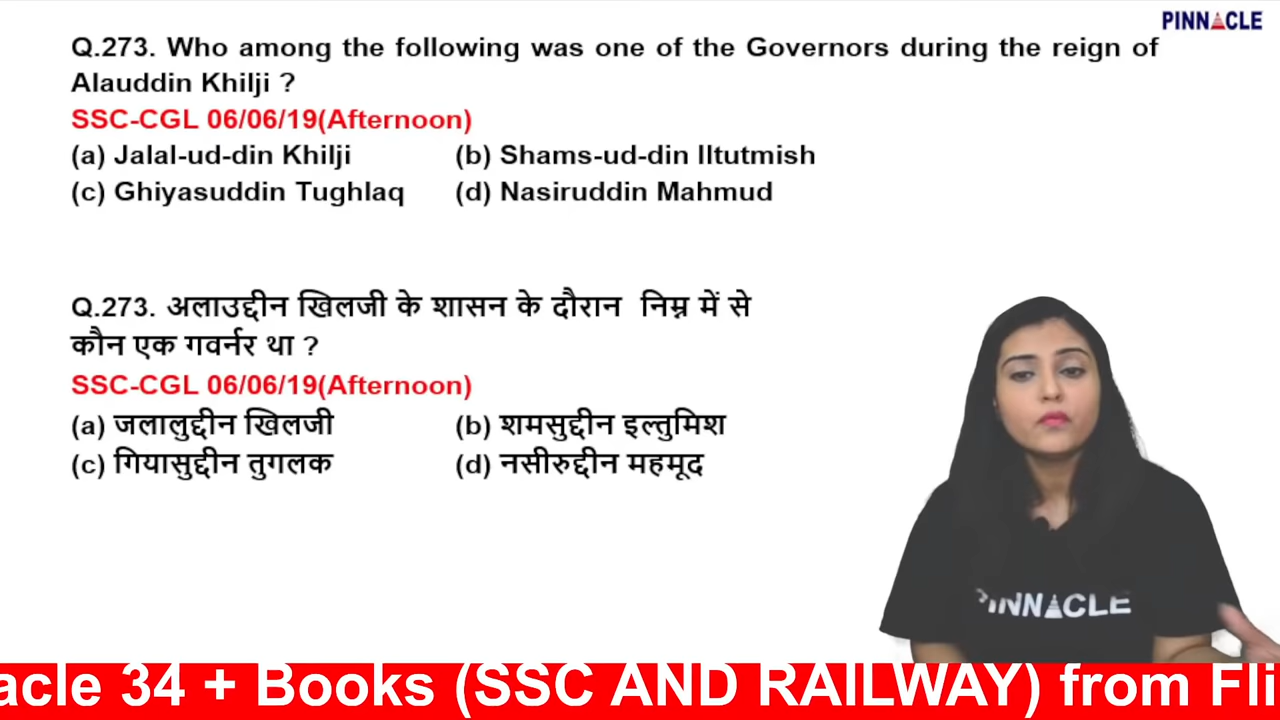 PINNACLE
Q.273. Who among the following was one of the Governors during the reign of
Alauddin Khilji ?
SSC-CGL 06/06/19(Afternoon)
(a) Jalal-ud-din Khilji (b) Shams-ud-din Iltutmish
(c) Ghiyasuddin Tughlaq (d) Nasiruddin Mahmud
Q.273. अलाउद्दीन खिलजी के शासन के दौरान निम्न में से
कौन एक गवर्नर था ?
SSC-CGL 06/06/19(Afternoon)
(a) जलालुद्दीन खिलजी (b) शमसुद्दीन इल्तुमिश
(c) गियासुद्दीन तुगलक (d) नसीरुद्दीन महमूद
PINNACLE
acle 34 + Books (SSC AND RAILWAY) from Fli